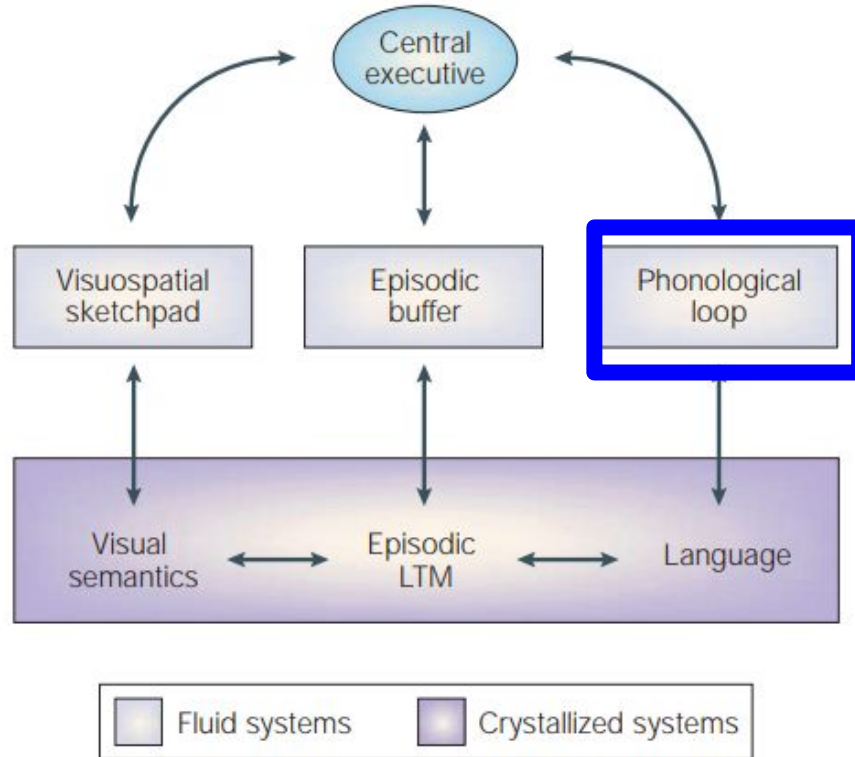 Central
executive
Visuospatial
sketchpad
Episodic
buffer
Phonological
loop
Visual
semantics
Episodic
LTM
Language
Fluid systems
Crystallized systems